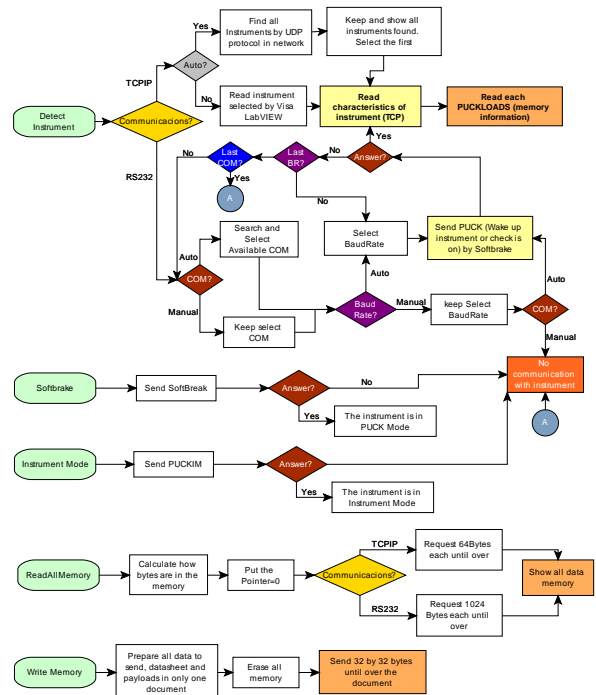 Yes
Find all
Instruments by UDP
protocol in network
Keep and show all
instruments found.
Select the first
Auto?
TCPIP
No
Read instrument
selected by Visa
LabVIEW
Read
characteristics of
instrument (TCP)
Read each
PUCKLOADS (memory
information)
Detect
Instrument
Communicacions?
Yes
RS232
No
Last
COM?
Last
BR?
No
Answer?
Yes
A
No
Search and
Select
Available COM
Select
BaudRate
Send PUCK (Wake up
instrument or check is
on) by Softbrake
Auto
COM?
Auto
Auto
Manual
Keep select
COM
Baud
Rate?
Manual
keep Select
BaudRate
COM?
Manual
No
communication
with instrument
Softbrake
Send SoftBreak
Answer?
No
Yes
The instrument is in
PUCK Mode
A
Instrument Mode
Send PUCKIM
Answer?
Yes
The instrument is in
Instrument Mode
ReadAllMemory
Calculate how
bytes are in the
memory
Put the
Pointer=0
Communicacions?
TCPIP
Request 64Bytes
each until over
RS232
Request 1024
Bytes each until
over
Show all data
memory
Write Memory
Prepare all data to
send, datasheet and
payloads in only one
document
Erase all
memory
Send 32 by 32 bytes
until over the
document